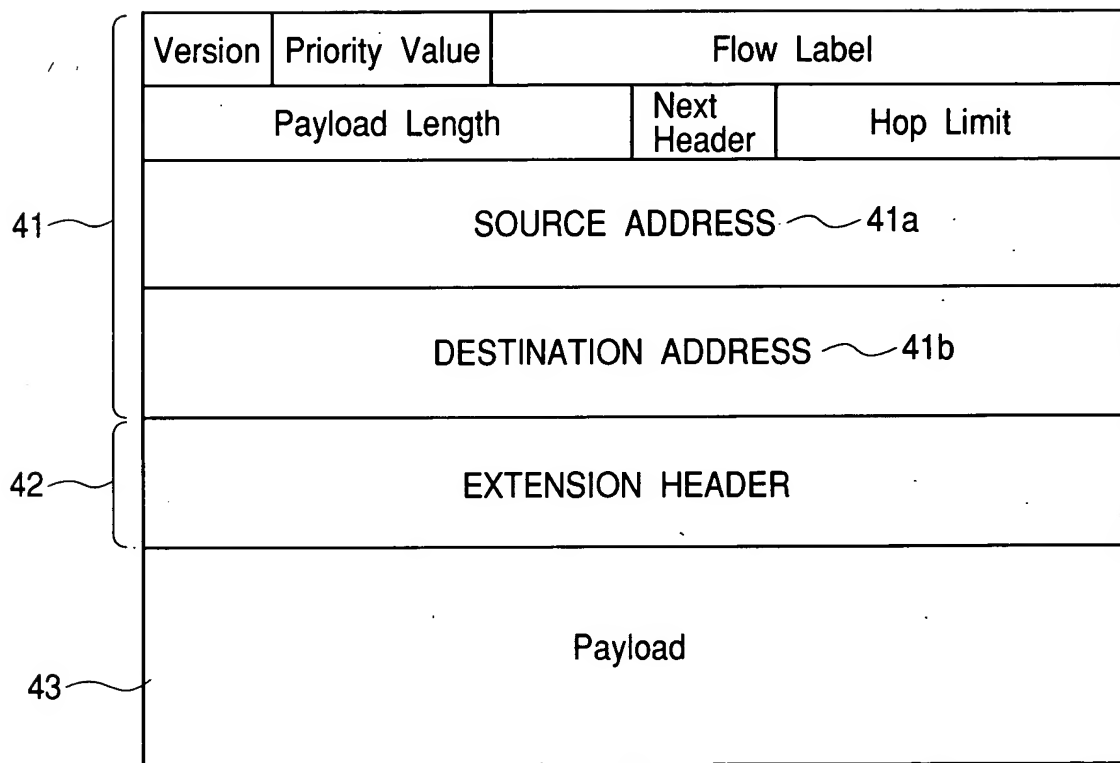 Version Priority Value Flow Label
Payload Length Next Header Hop Limit
41
SOURCE ADDRESS 41a
DESTINATION ADDRESS 41b
42
EXTENSION HEADER
Payload
43